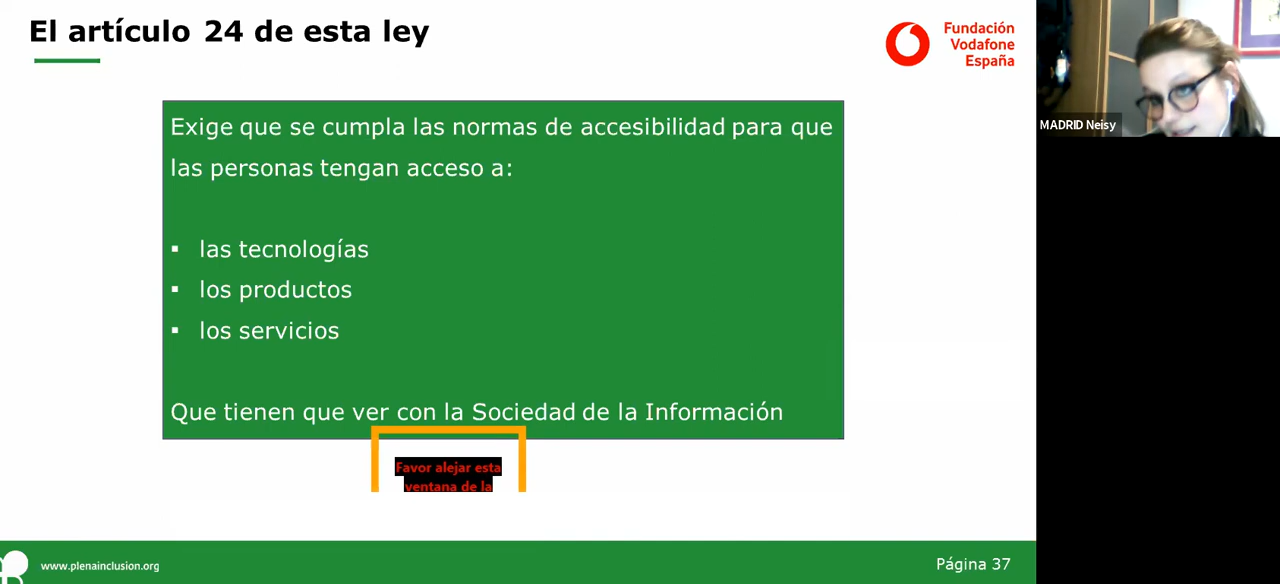 El artículo 24 de esta ley
Fundación
Vodafone
España
MADRID Neisy
Exige que se cumpla las normas de accesibilidad para que
las personas tengan acceso a:
▪ las tecnologías
▪ los productos
▪ los servicios
Que tienen que ver con la Sociedad de la Información
Favor alejar esta
ventana de la
www.plenainclusion.org
Página 37